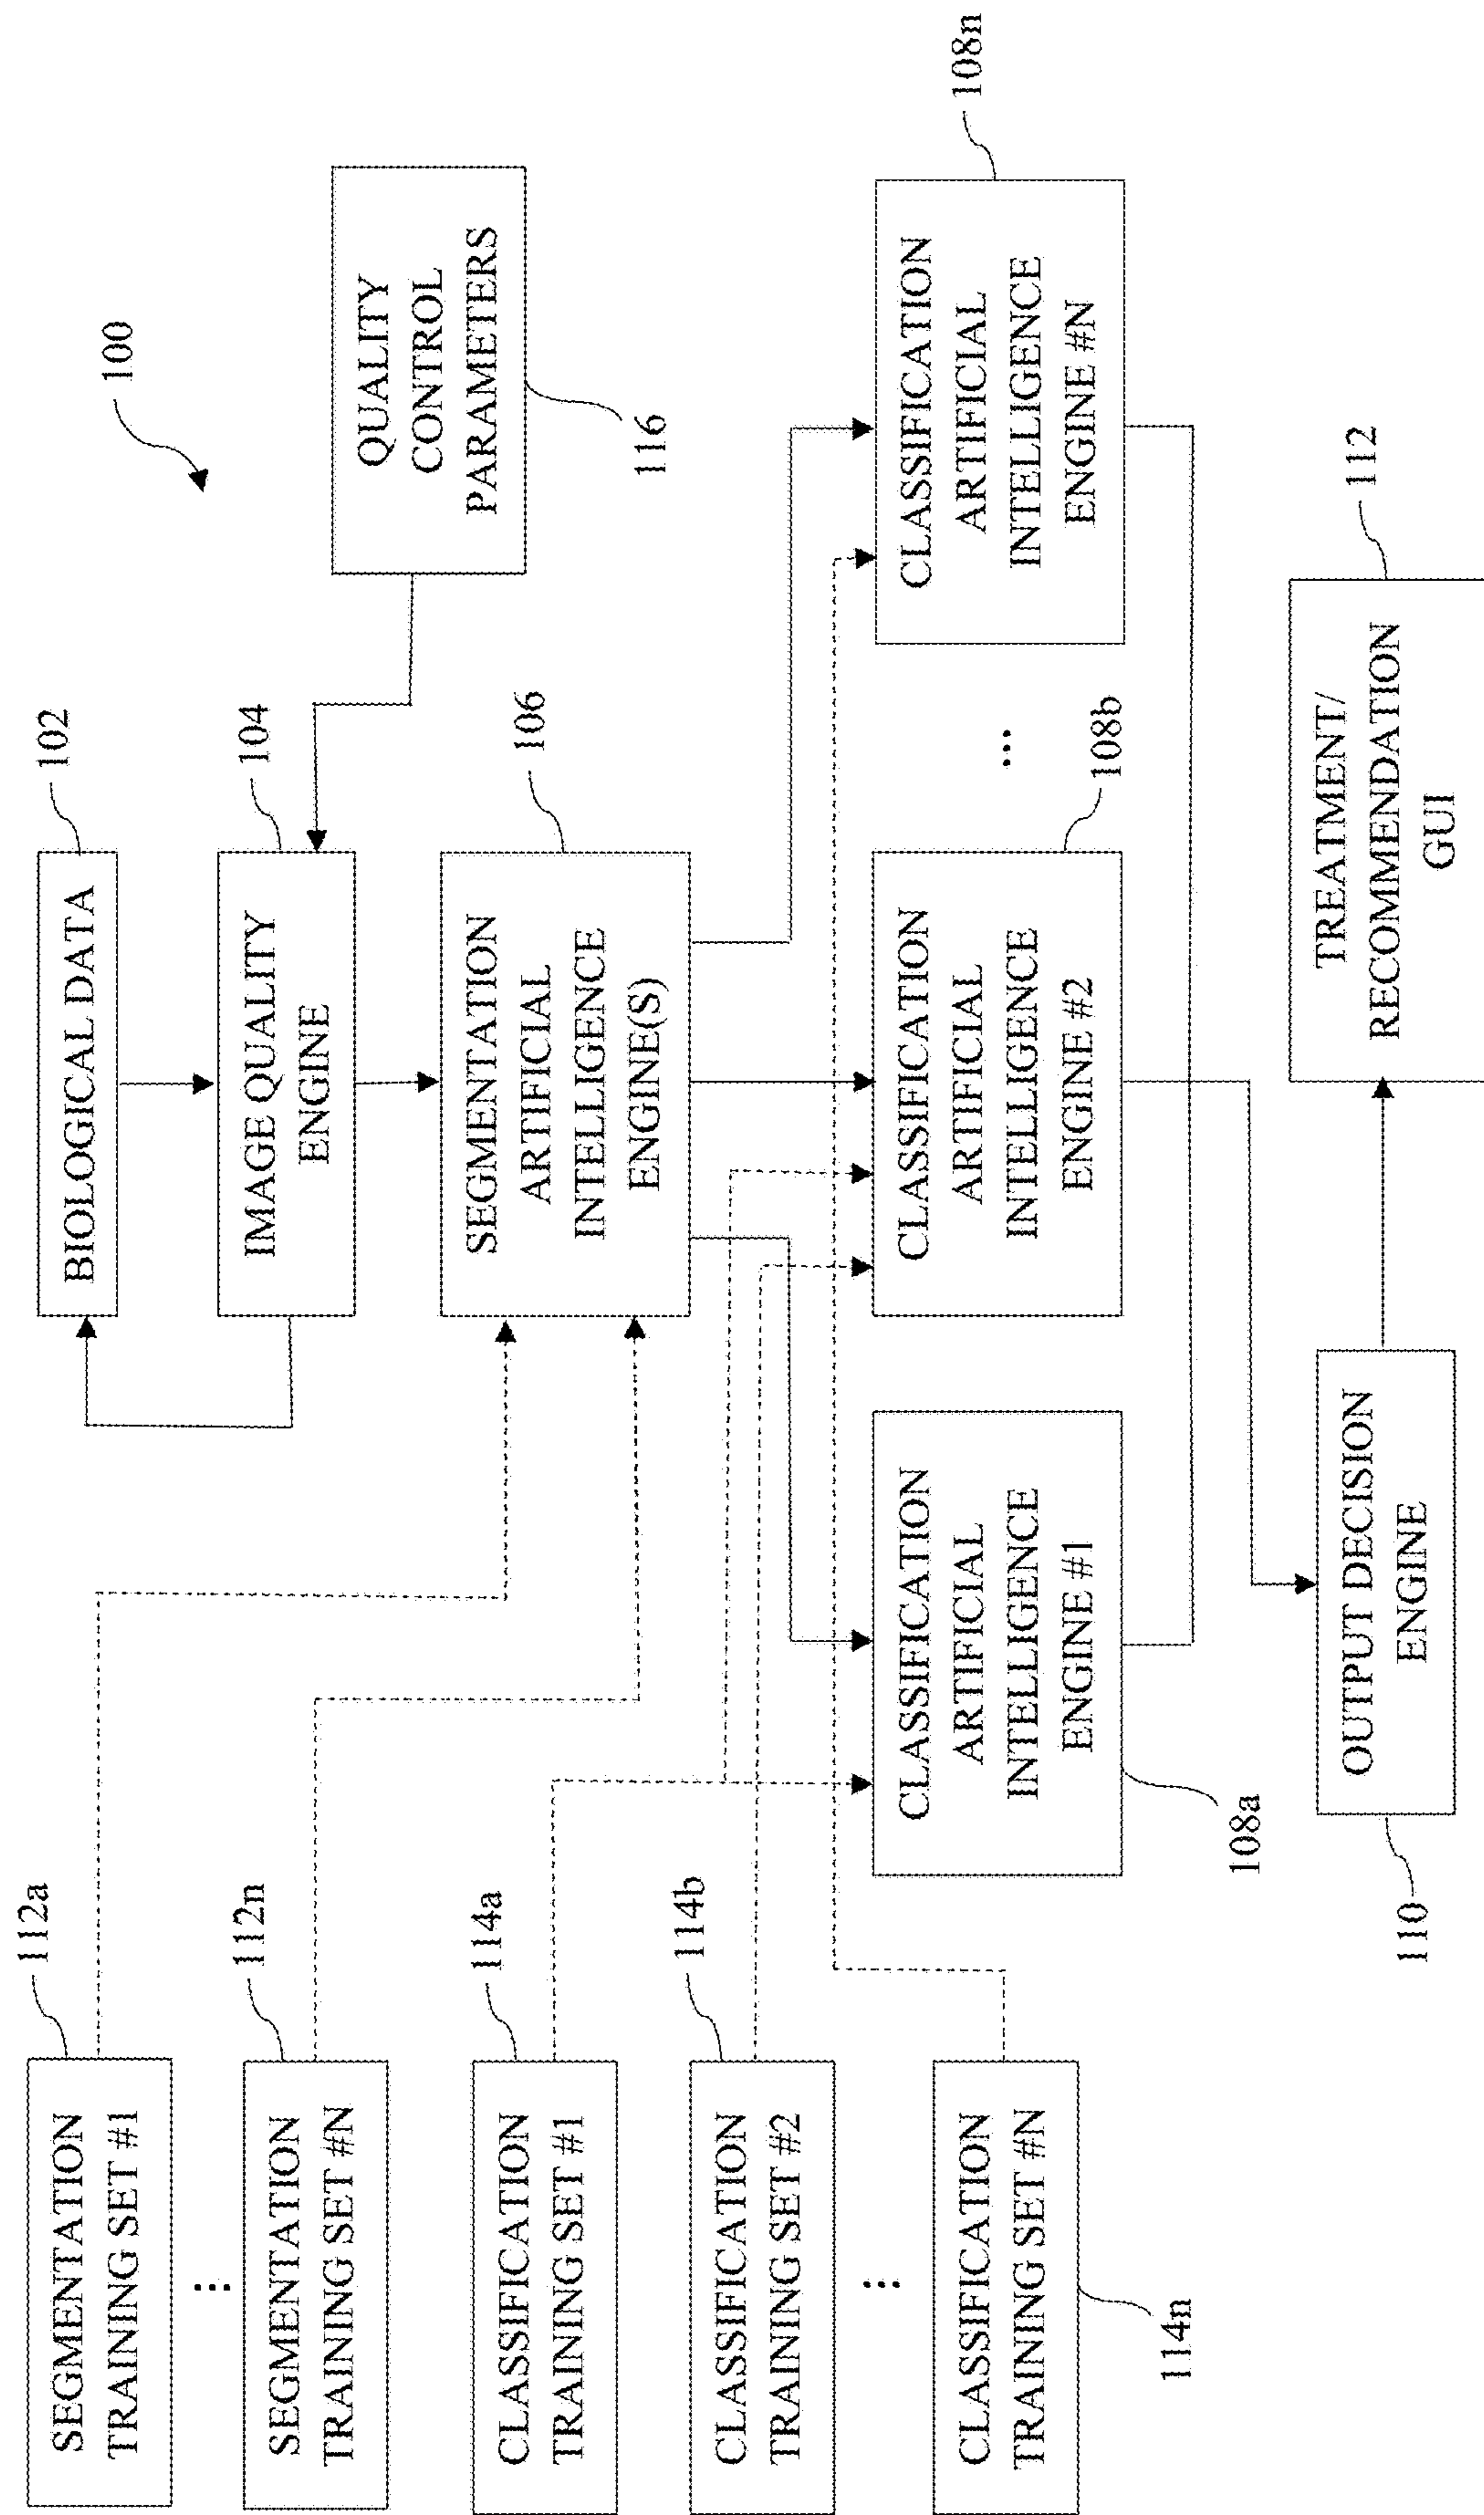 100
BIOLOGICAL DATA
102
IMAGE QUALITY
ENGINE
104
QUALITY
CONTROL
PARAMETERS
116
SEGMENTATION
ARTIFICIAL
INTELLIGENCE
ENGINE(S)
106
SEGMENTATION
TRAINING SET #1
112a
...
SEGMENTATION
TRAINING SET #N
112n
CLASSIFICATION
TRAINING SET #1
114a
CLASSIFICATION
TRAINING SET #2
114b
...
CLASSIFICATION
TRAINING SET #N
114n
CLASSIFICATION
ARTIFICIAL
INTELLIGENCE
ENGINE #1
108a
CLASSIFICATION
ARTIFICIAL
INTELLIGENCE
ENGINE #2
108b
...
CLASSIFICATION
ARTIFICIAL
INTELLIGENCE
ENGINE #N
108n
OUTPUT DECISION
ENGINE
110
TREATMENT/
RECOMMENDATION
GUI
112